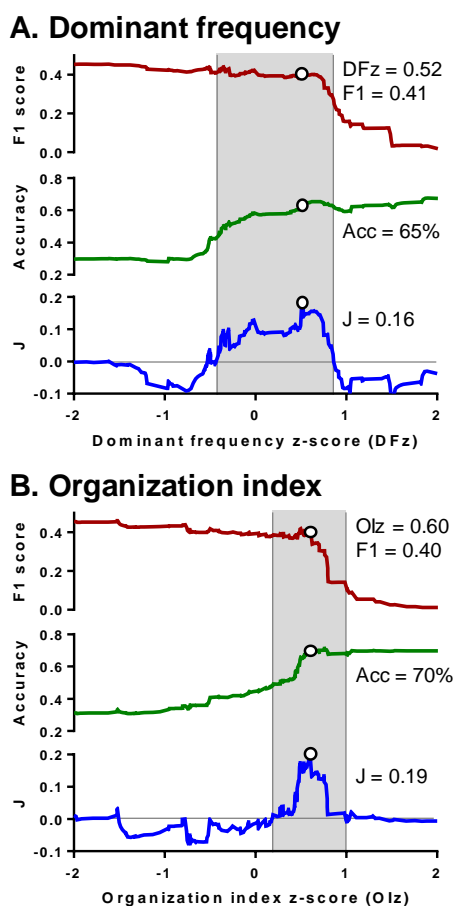 A. Dominant frequency
F1 score
0.4
0.2
0.0
DFz = 0.52
F1 = 0.41
Accuracy
0.8
0.6
0.4
0.2
Acc = 65%
J
0.2
0.1
0.0
-0.1
J = 0.16
-2 -1 0 1 2
Dominant frequency z-score (DFz)
B. Organization index
F1 score
0.4
0.2
0.0
OIz = 0.60
F1 = 0.40
Accuracy
0.8
0.6
0.4
0.2
Acc = 70%
J
0.2
0.1
0.0
-0.1
J = 0.19
-2 -1 0 1 2
Organization index z-score (OIz)